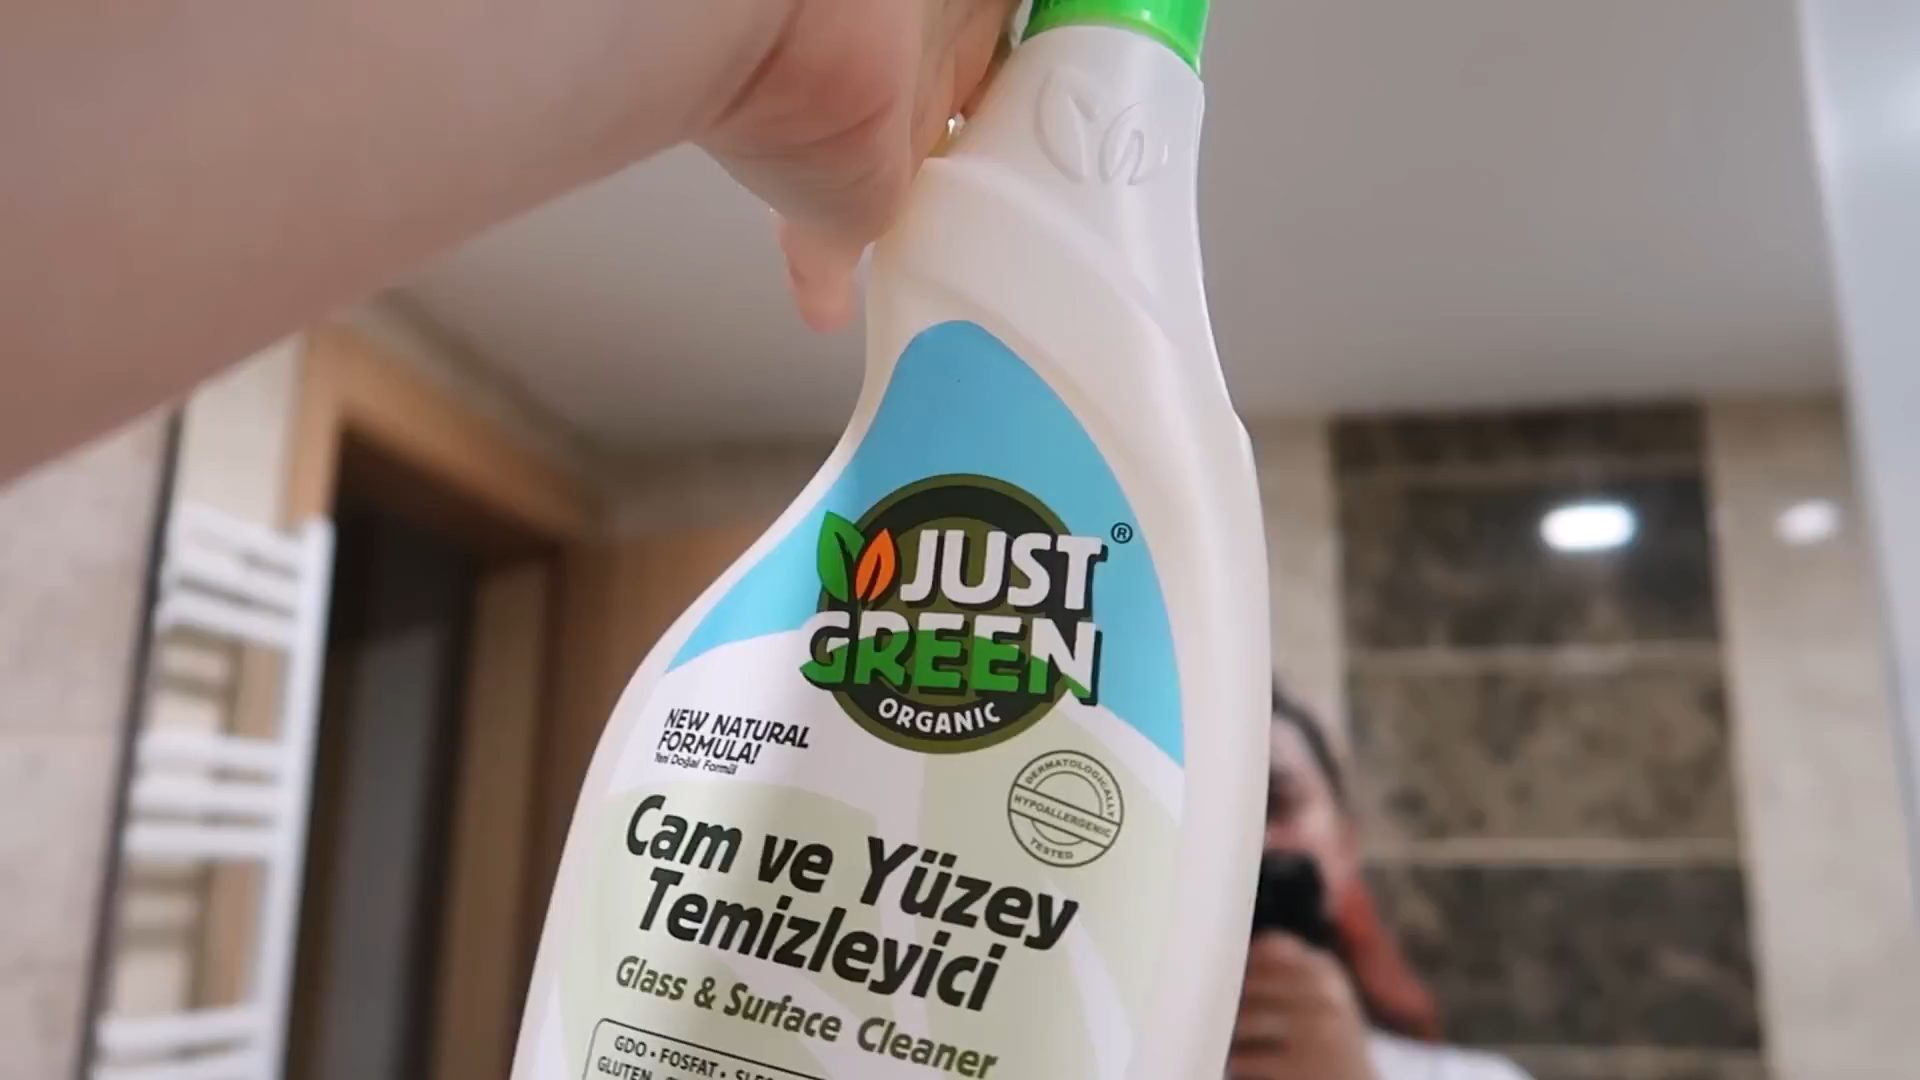 JUST ®
GREEN
ORGANIC
NEW NATURAL
FORMULA!
Yeni Doğal Formül
DERMATOLOGICALLY
HYPOALLERGENIC
TESTED
Cam ve Yüzey
Temizleyici
Glass & Surface Cleaner
GDO • FOSFAT •
GLUTEN